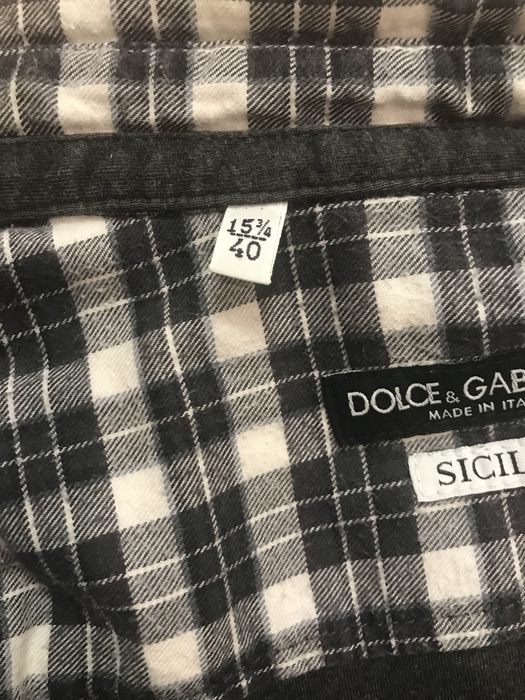 15¾
40
DOLCE & GAB
MADE IN ITA
SICIL